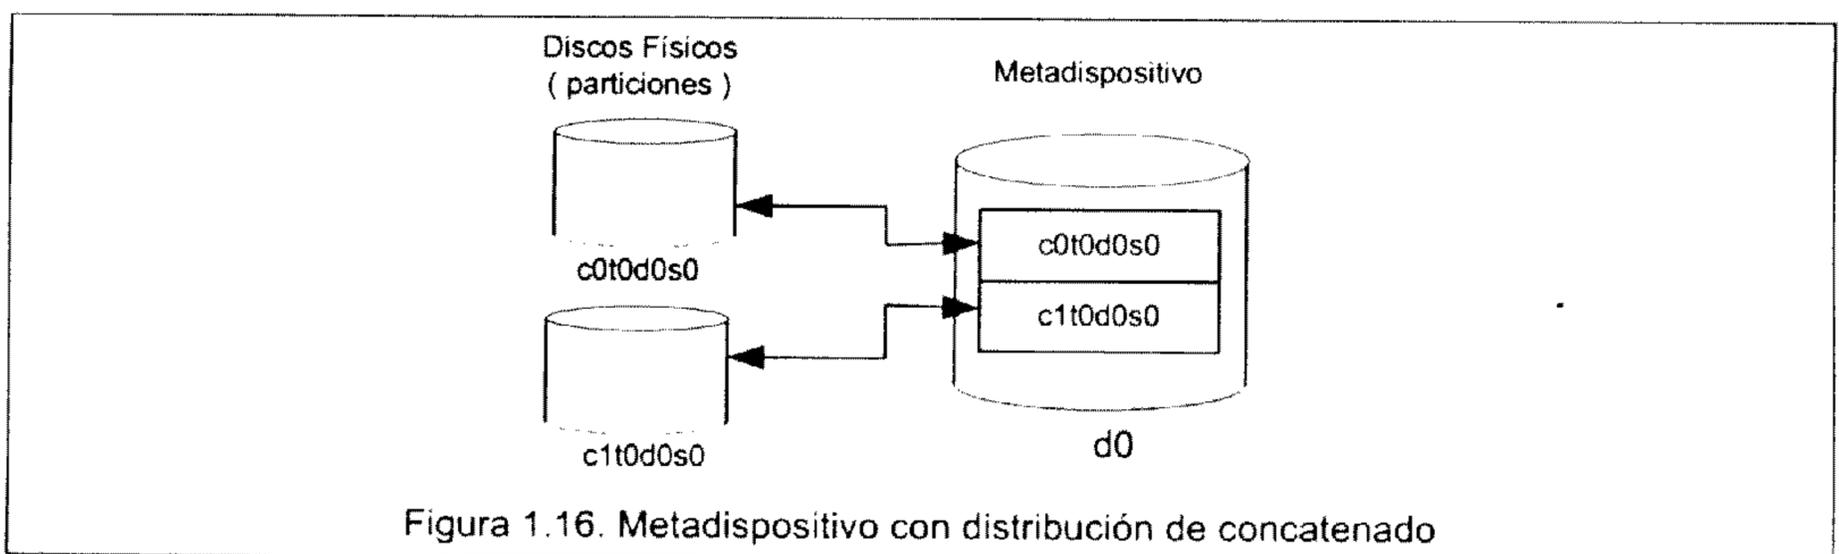 Discos Físicos
( particiones )
Metadispositivo
c0t0d0s0
c0t0d0s0
c1t0d0s0
c1t0d0s0
d0
Figura 1.16. Metadispositivo con distribución de concatenado